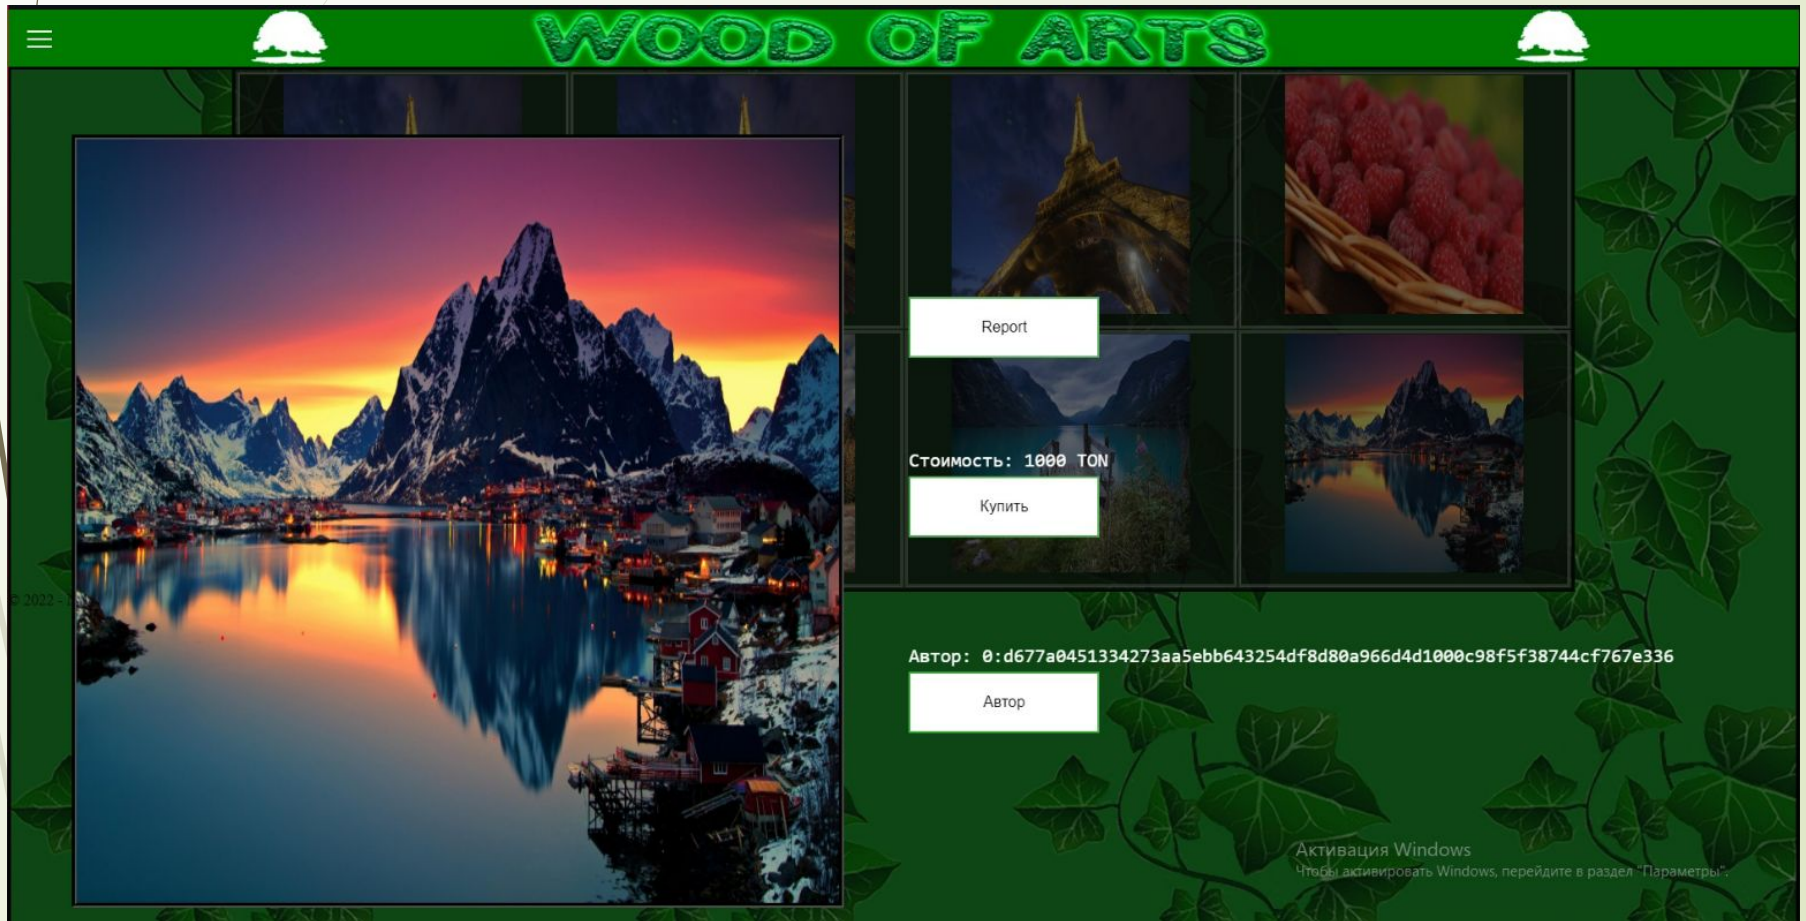 WOOD OF ARTS
Report
Стоимость: 1000 TON
Купить
© 2022 -
Автор: 0:d677a0451334273aa5ebb643254df8d80a966d4d1000c98f5f38744cf767e336
Автор
Активация Windows
Чтобы активировать Windows, перейдите в раздел "Параметры".